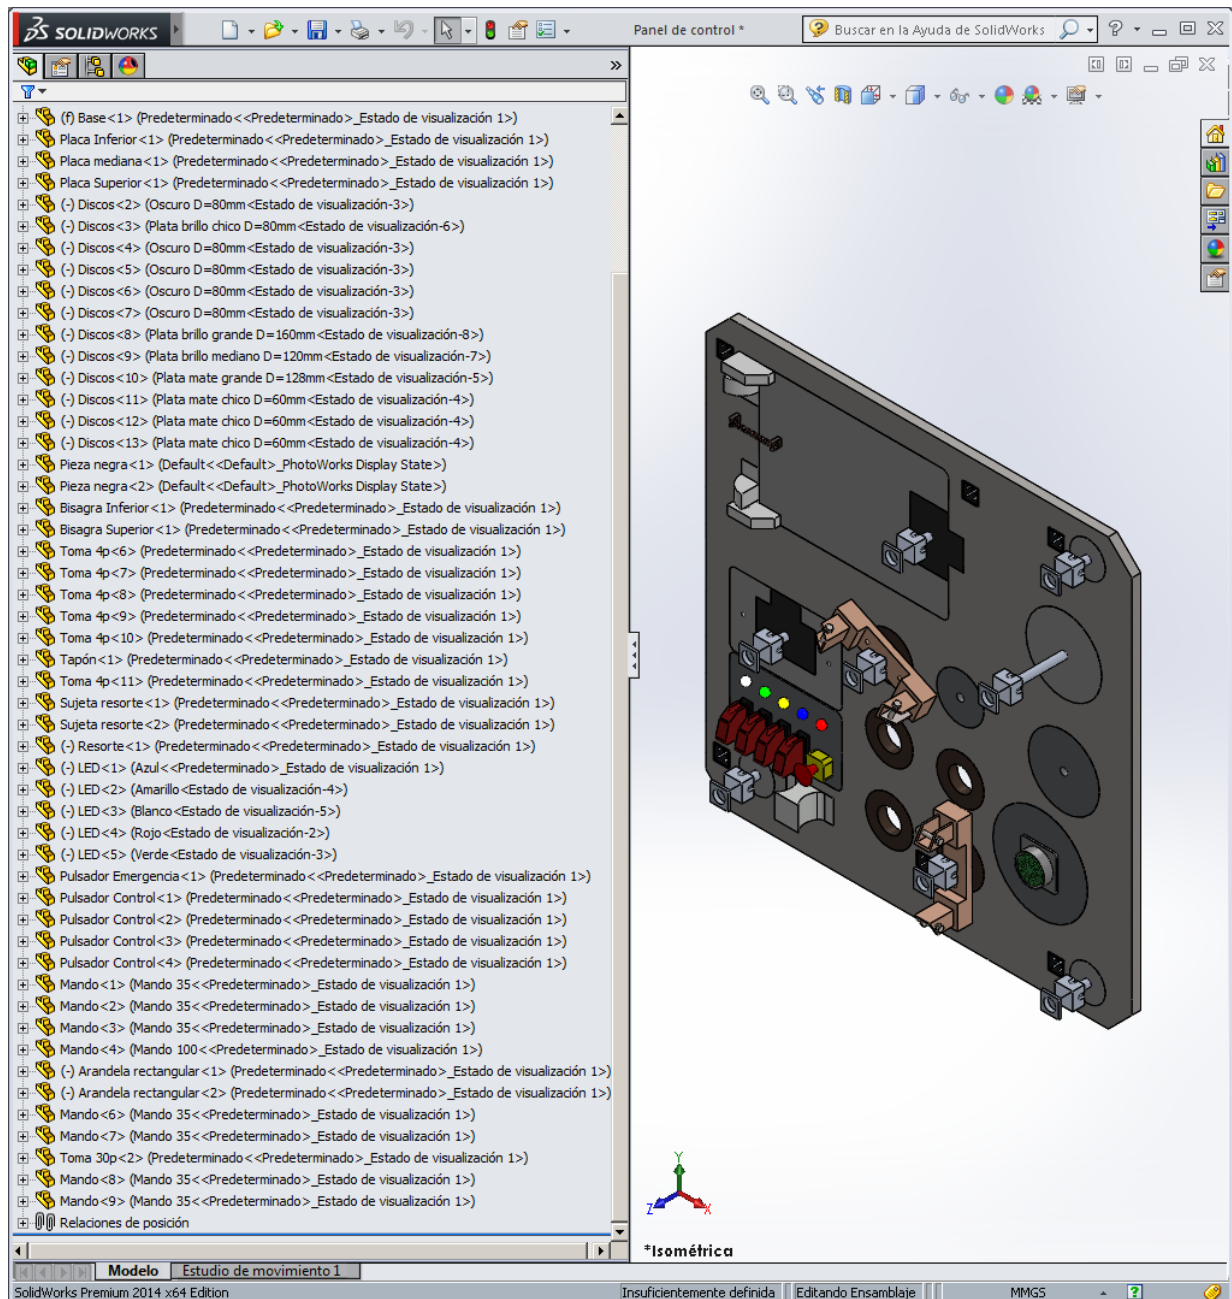 SOLIDWORKS
Panel de control *
Buscar en la Ayuda de SolidWorks
(f) Base<1> (Predeterminado<<Predeterminado>_Estado de visualización 1>)
Placa Inferior<1> (Predeterminado<<Predeterminado>_Estado de visualización 1>)
Placa mediana<1> (Predeterminado<<Predeterminado>_Estado de visualización 1>)
Placa Superior<1> (Predeterminado<<Predeterminado>_Estado de visualización 1>)
(-) Discos<2> (Oscuro D=80mm<Estado de visualización-3>)
(-) Discos<3> (Plata brillo chico D=80mm<Estado de visualización-6>)
(-) Discos<4> (Oscuro D=80mm<Estado de visualización-3>)
(-) Discos<5> (Oscuro D=80mm<Estado de visualización-3>)
(-) Discos<6> (Oscuro D=80mm<Estado de visualización-3>)
(-) Discos<7> (Oscuro D=80mm<Estado de visualización-3>)
(-) Discos<8> (Plata brillo grande D=160mm<Estado de visualización-8>)
(-) Discos<9> (Plata brillo mediano D=120mm<Estado de visualización-7>)
(-) Discos<10> (Plata mate grande D=128mm<Estado de visualización-5>)
(-) Discos<11> (Plata mate chico D=60mm<Estado de visualización-4>)
(-) Discos<12> (Plata mate chico D=60mm<Estado de visualización-4>)
(-) Discos<13> (Plata mate chico D=60mm<Estado de visualización-4>)
Pieza negra<1> (Default<<Default>_PhotoWorks Display State>)
Pieza negra<2> (Default<<Default>_PhotoWorks Display State>)
Bisagra Inferior<1> (Predeterminado<<Predeterminado>_Estado de visualización 1>)
Bisagra Superior<1> (Predeterminado<<Predeterminado>_Estado de visualización 1>)
Toma 4p<6> (Predeterminado<<Predeterminado>_Estado de visualización 1>)
Toma 4p<7> (Predeterminado<<Predeterminado>_Estado de visualización 1>)
Toma 4p<8> (Predeterminado<<Predeterminado>_Estado de visualización 1>)
Toma 4p<9> (Predeterminado<<Predeterminado>_Estado de visualización 1>)
Toma 4p<10> (Predeterminado<<Predeterminado>_Estado de visualización 1>)
Tapón<1> (Predeterminado<<Predeterminado>_Estado de visualización 1>)
Toma 4p<11> (Predeterminado<<Predeterminado>_Estado de visualización 1>)
Sujeta resorte<1> (Predeterminado<<Predeterminado>_Estado de visualización 1>)
Sujeta resorte<2> (Predeterminado<<Predeterminado>_Estado de visualización 1>)
(-) Resorte<1> (Predeterminado<<Predeterminado>_Estado de visualización 1>)
(-) LED<1> (Azul<<Predeterminado>_Estado de visualización 1>)
(-) LED<2> (Amarillo<Estado de visualización-4>)
(-) LED<3> (Blanco<Estado de visualización-5>)
(-) LED<4> (Rojo<Estado de visualización-2>)
(-) LED<5> (Verde<Estado de visualización-3>)
Pulsador Emergencia<1> (Predeterminado<<Predeterminado>_Estado de visualización 1>)
Pulsador Control<1> (Predeterminado<<Predeterminado>_Estado de visualización 1>)
Pulsador Control<2> (Predeterminado<<Predeterminado>_Estado de visualización 1>)
Pulsador Control<3> (Predeterminado<<Predeterminado>_Estado de visualización 1>)
Pulsador Control<4> (Predeterminado<<Predeterminado>_Estado de visualización 1>)
Mando<1> (Mando 35<<Predeterminado>_Estado de visualización 1>)
Mando<2> (Mando 35<<Predeterminado>_Estado de visualización 1>)
Mando<3> (Mando 35<<Predeterminado>_Estado de visualización 1>)
Mando<4> (Mando 100<<Predeterminado>_Estado de visualización 1>)
(-) Arandela rectangular<1> (Predeterminado<<Predeterminado>_Estado de visualización 1>)
(-) Arandela rectangular<2> (Predeterminado<<Predeterminado>_Estado de visualización 1>)
Mando<6> (Mando 35<<Predeterminado>_Estado de visualización 1>)
Mando<7> (Mando 35<<Predeterminado>_Estado de visualización 1>)
Toma 30p<2> (Predeterminado<<Predeterminado>_Estado de visualización 1>)
Mando<8> (Mando 35<<Predeterminado>_Estado de visualización 1>)
Mando<9> (Mando 35<<Predeterminado>_Estado de visualización 1>)
Relaciones de posición
Y
Z
X
*Isométrica
Modelo
Estudio de movimiento 1
SolidWorks Premium 2014 x64 Edition
Insuficientemente definida
Editando Ensamblaje
MMGS